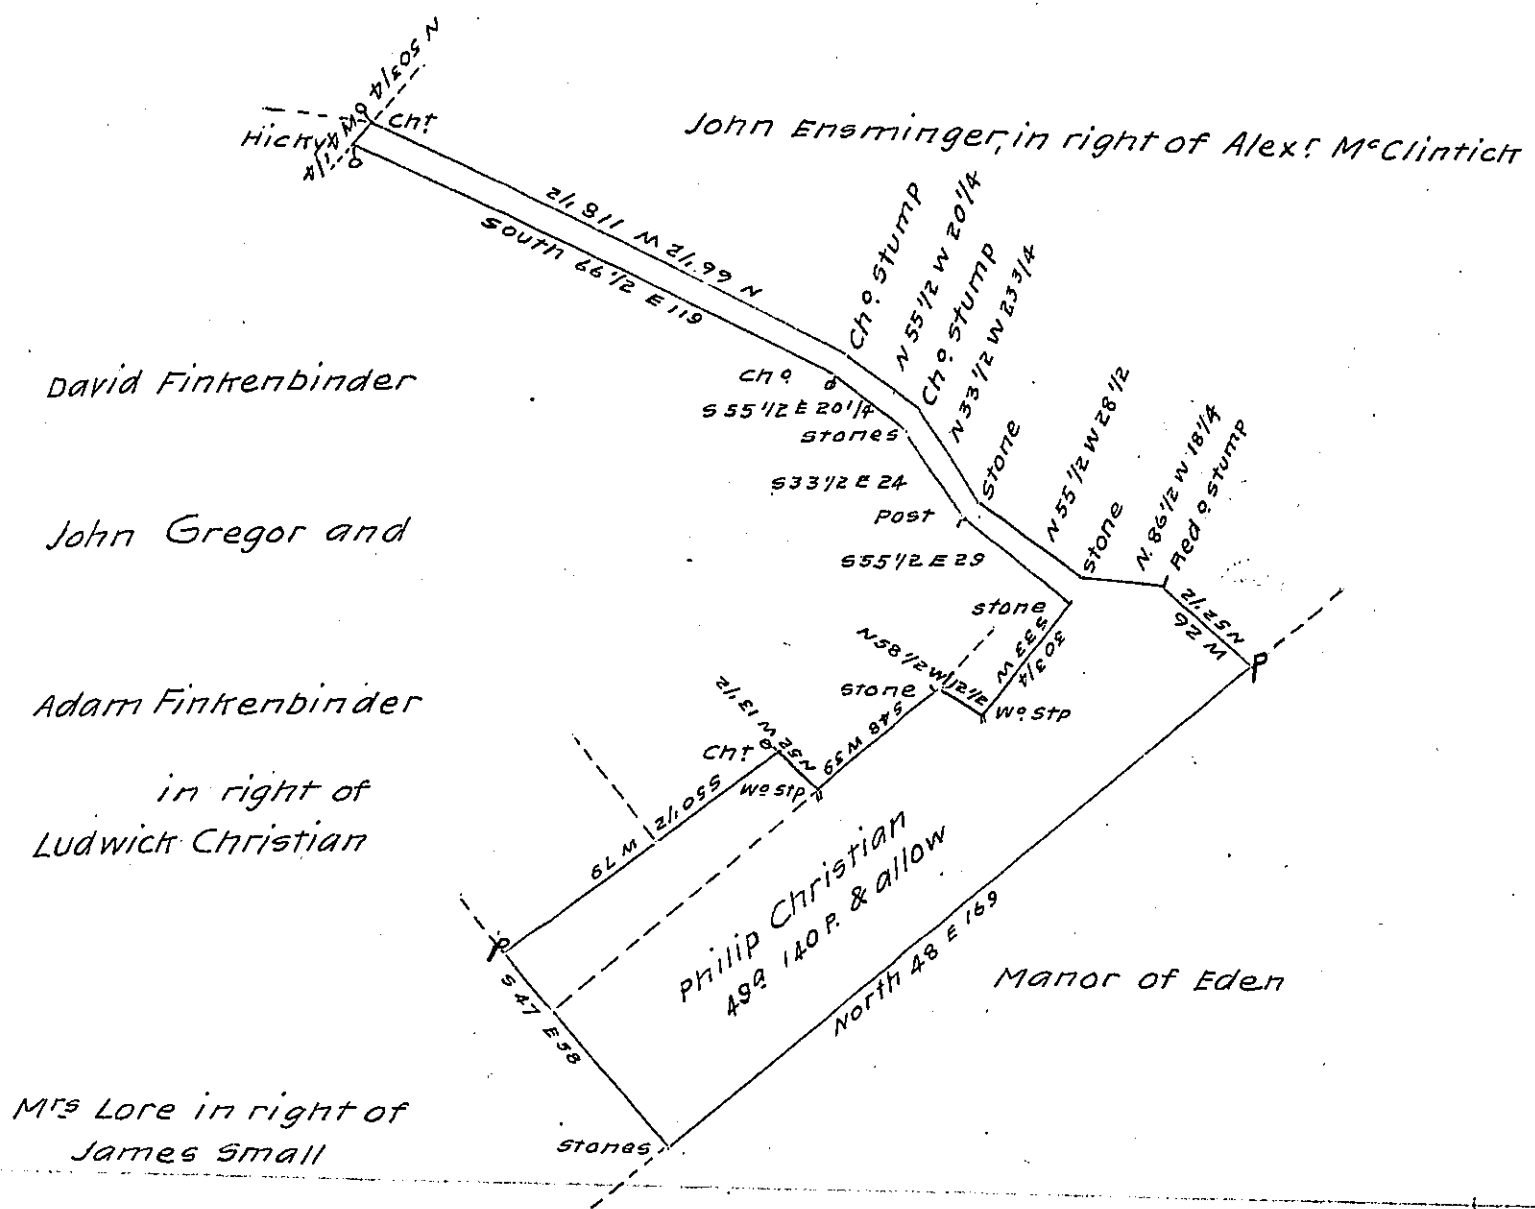 N 50 3/4 O
W 4 1/4
Hicky
Cht
John Ensminger, in right of Alexr. McClintick
N 66 1/2 W 118 1/2
South 66 1/2 E 119
Cho Stump
N 55 1/2 W 20 1/4
Cho Stump
N 33 1/2 W 23 3/4
Stone
N 55 1/2 W 28 1/2
Stone
N. 86 1/2 W 18 1/4
Red o Stump
N 52 1/2
W 26
P
David Finkenbinder
Cho
S 55 1/2 E 20 1/4
Stones
S 33 1/2 E 24
Post
S 55 1/2 E 29
Stone
S 33 W
30 3/4
John Gregor and
N 58 1/2 W 12 1/2
Stone
Wo Stp
S 48 W 39
Adam Finkenbinder
N 52 W 13 1/2
Cht
Wo Stp
in right of
Ludwick Christian
S 50 1/2 W 79
P
S 47 E 58
Philip Christian
49a 140 P. & allow
North 48 E 169
Manor of Eden
Mrs Lore in right of
James Small
Stones